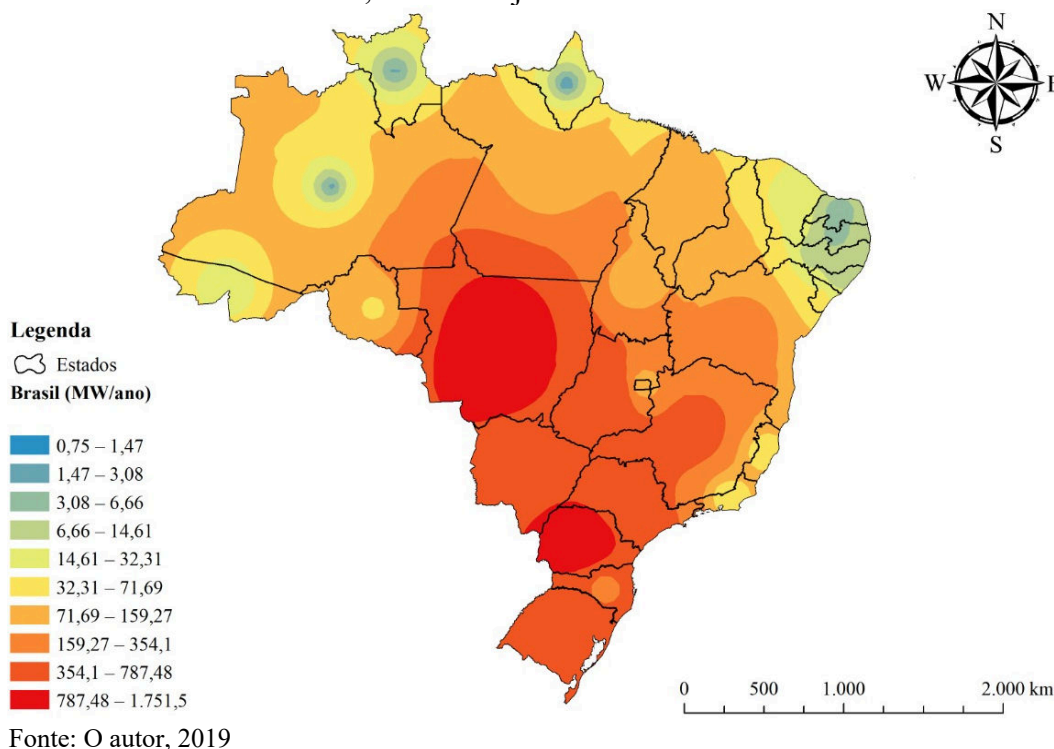 N
W
E
S
Legenda
Estados
Brasil (MW/ano)
0,75 – 1,47
1,47 – 3,08
3,08 – 6,66
6,66 – 14,61
14,61 – 32,31
32,31 – 71,69
71,69 – 159,27
159,27 – 354,1
354,1 – 787,48
787,48 – 1.751,5
0 500 1.000 2.000 km
Fonte: O autor, 2019